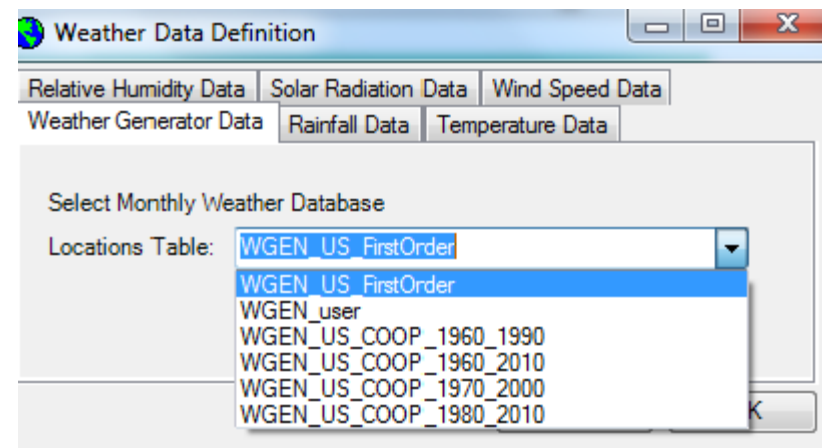 Weather Data Definition
Relative Humidity Data Solar Radiation Data Wind Speed Data
Weather Generator Data Rainfall Data Temperature Data
Select Monthly Weather Database
Locations Table: WGEN_US_FirstOrder
WGEN_US_FirstOrder
WGEN_user
WGEN_US_COOP_1960_1990
WGEN_US_COOP_1960_2010
WGEN_US_COOP_1970_2000
WGEN_US_COOP_1980_2010
K